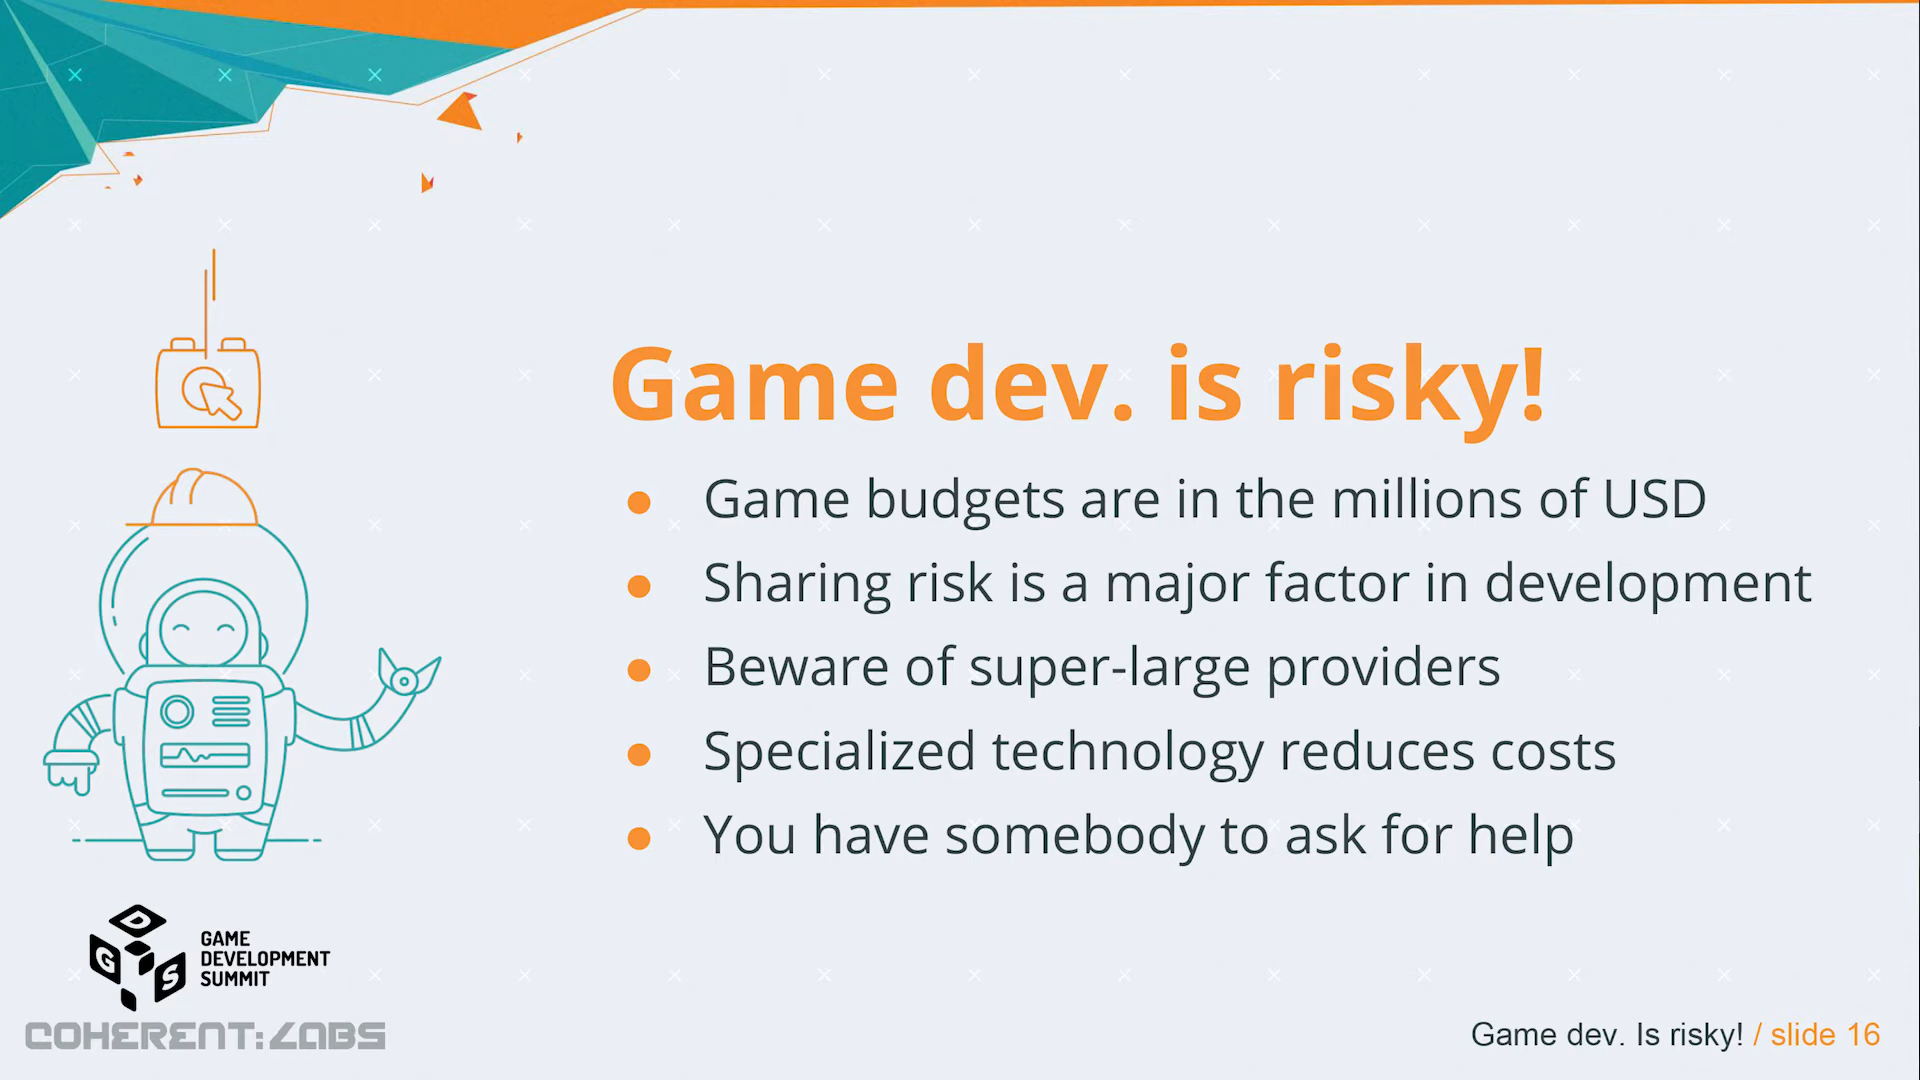 Game dev. is risky!
● Game budgets are in the millions of USD
● Sharing risk is a major factor in development
● Beware of super-large providers
● Specialized technology reduces costs
● You have somebody to ask for help
D
G S
GAME
DEVELOPMENT
SUMMIT
COHERENT:LABS
Game dev. Is risky! / slide 16